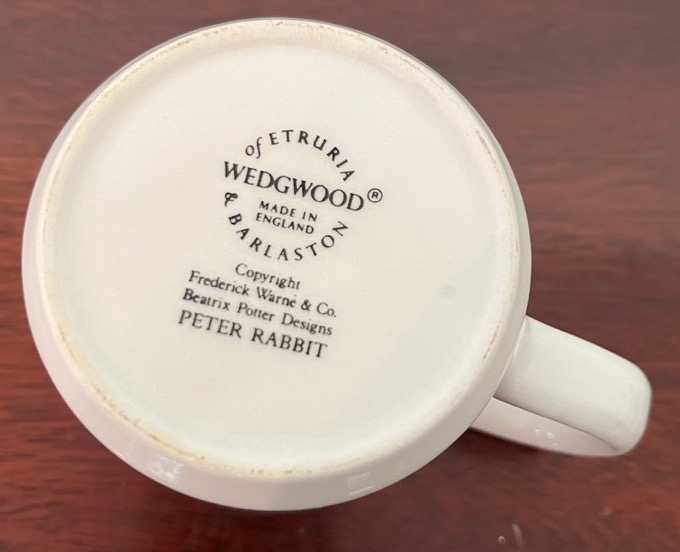 of ETRURIA
WEDGWOOD®
MADE IN
ENGLAND
& BARLASTON
Copyright
Frederick Warne & Co.
Beatrix Potter Designs
PETER RABBIT